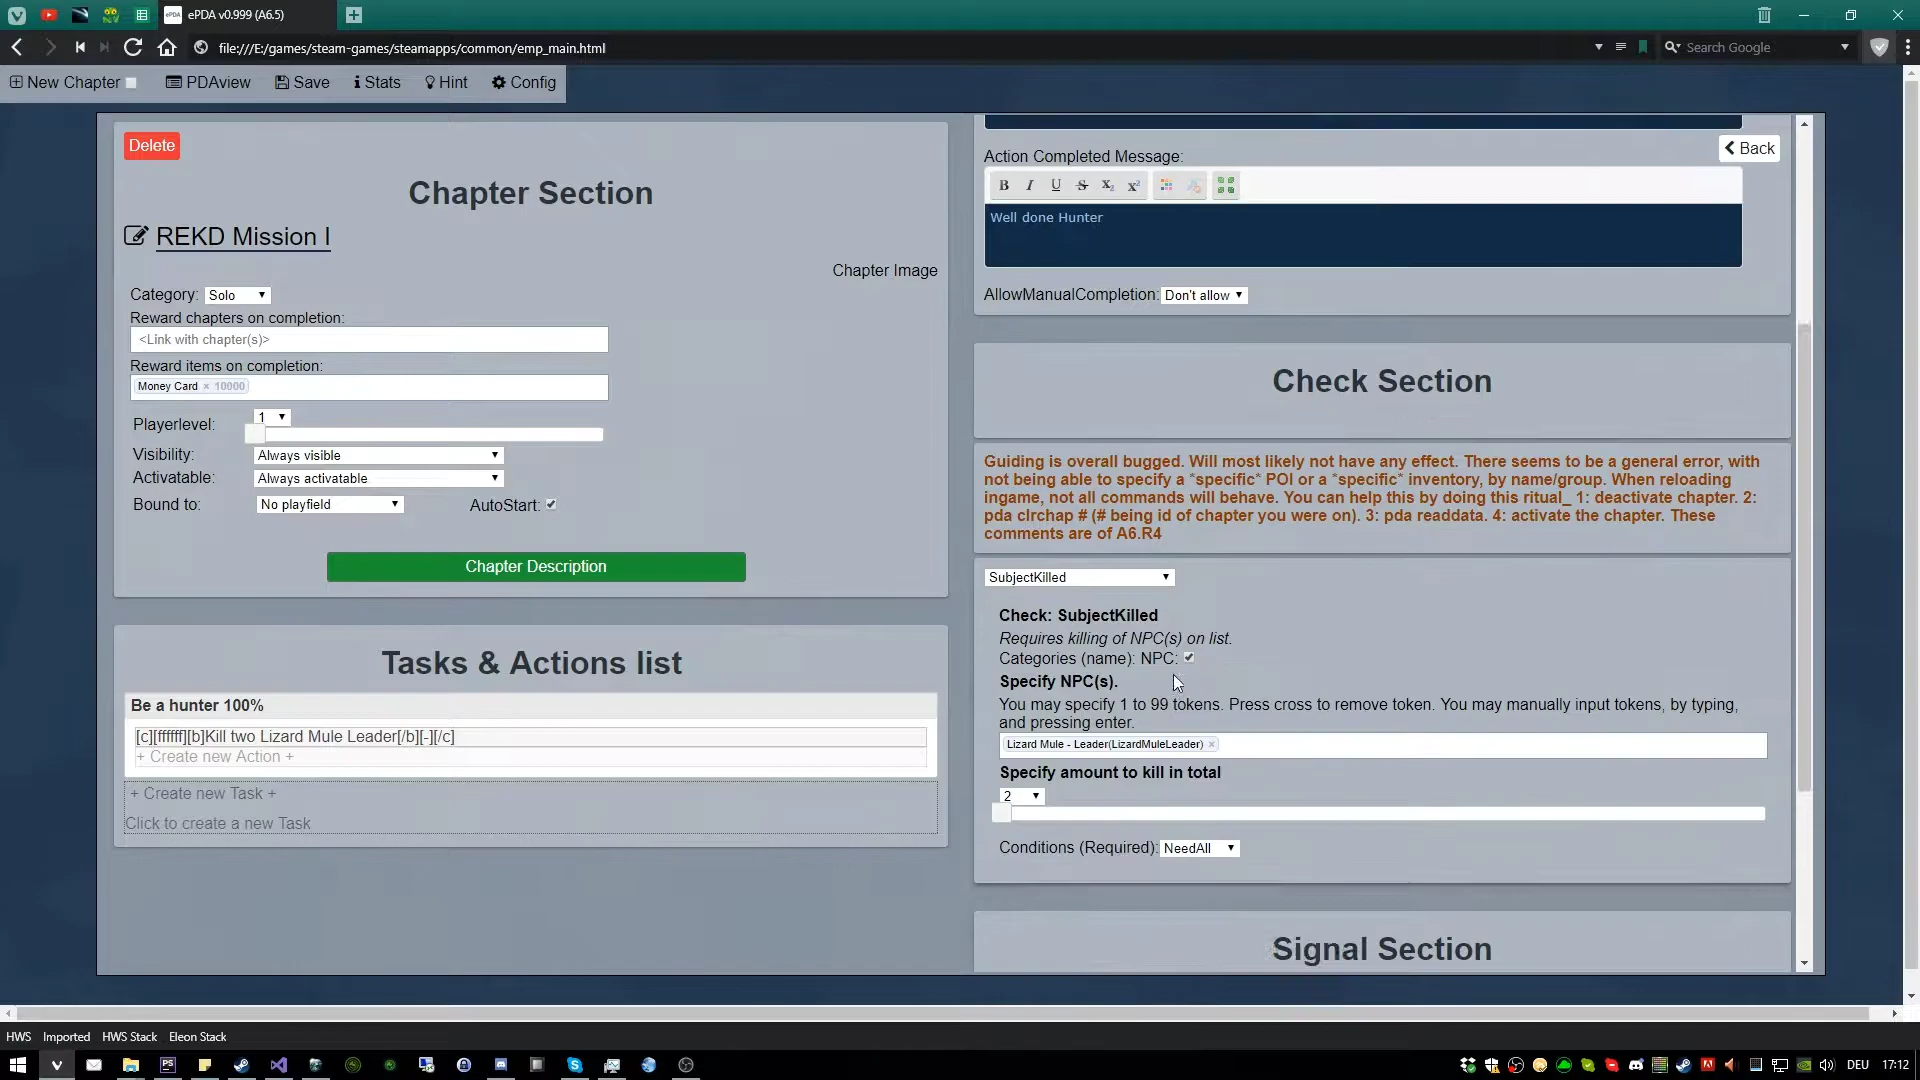 ePDA v0.999 (A6.5)
file:///E:/games/steam-games/steamapps/common/emp_main.html
Search Google
New Chapter
PDAview
Save
Stats
Hint
Config
Delete
Chapter Section
REKD Mission I
Chapter Image
Category: Solo
Reward chapters on completion:
<Link with chapter(s)>
Reward items on completion:
Money Card × 10000
Playerlevel: 1
Visibility: Always visible
Activatable: Always activatable
Bound to: No playfield AutoStart:
Chapter Description
Tasks & Actions list
Be a hunter 100%
[c][ffffff][b]Kill two Lizard Mule Leader[/b][-][/c]
+ Create new Action +
+ Create new Task +
Click to create a new Task
Back
Action Completed Message:
B I U S X₂ x²
Well done Hunter
AllowManualCompletion: Don't allow
Check Section
Guiding is overall bugged. Will most likely not have any effect. There seems to be a general error, with
not being able to specify a *specific* POI or a *specific* inventory, by name/group. When reloading
ingame, not all commands will behave. You can help this by doing this ritual_ 1: deactivate chapter. 2:
pda clrchap # (# being id of chapter you were on). 3: pda readdata. 4: activate the chapter. These
comments are of A6.R4
SubjectKilled
Check: SubjectKilled
Requires killing of NPC(s) on list.
Categories (name): NPC:
Specify NPC(s).
You may specify 1 to 99 tokens. Press cross to remove token. You may manually input tokens, by typing,
and pressing enter.
Lizard Mule - Leader(LizardMuleLeader) ×
Specify amount to kill in total
2
Conditions (Required): NeedAll
Signal Section
HWS Imported HWS Stack Eleon Stack
DEU 17:12